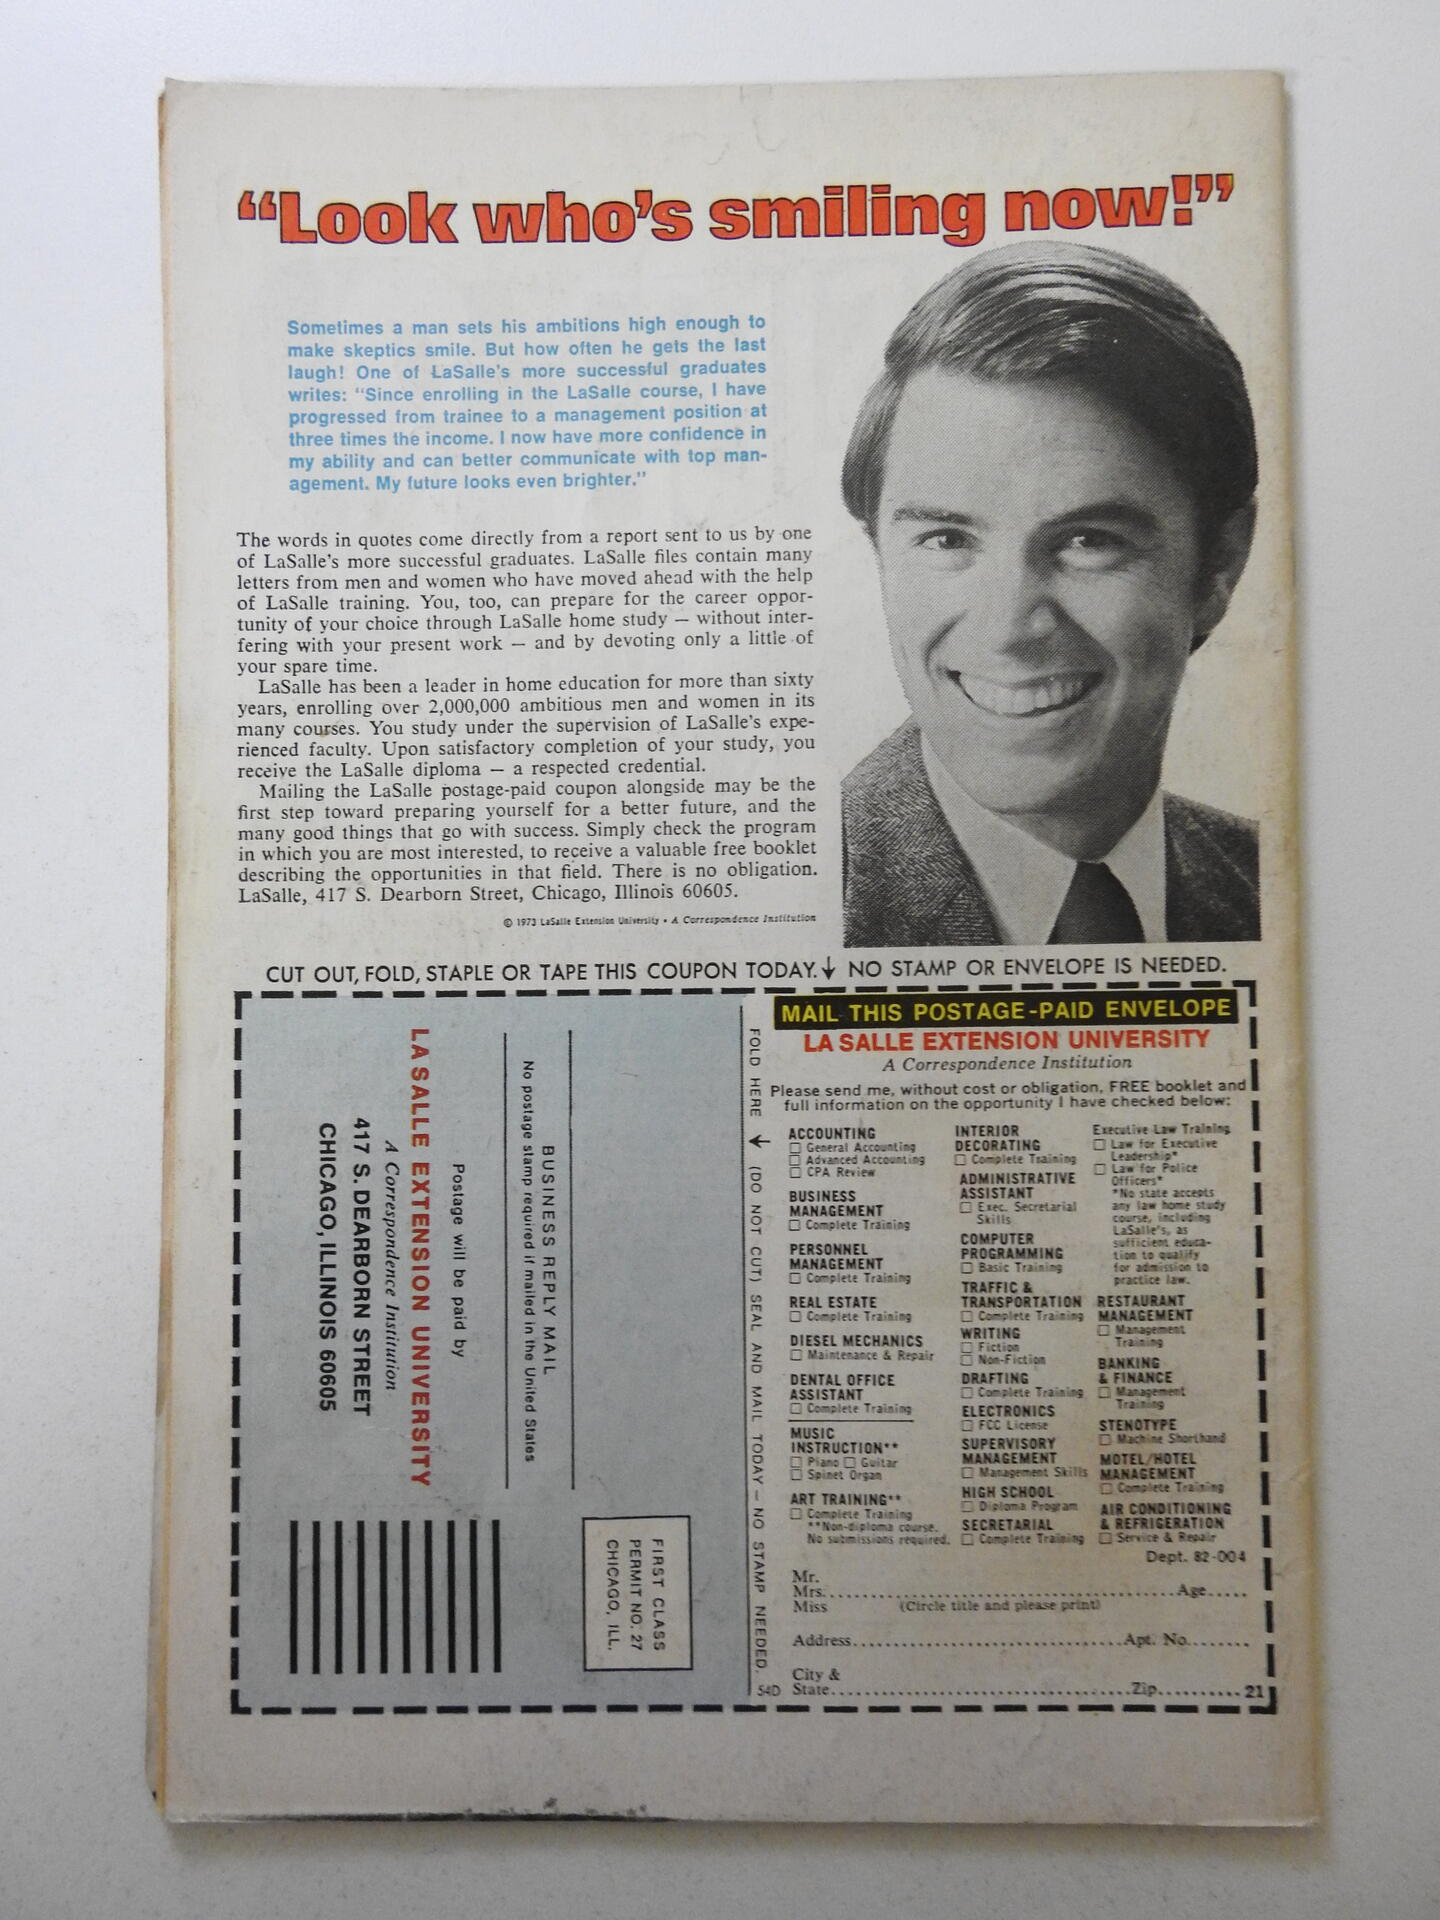 “Look who’s smiling now!”
Sometimes a man sets his ambitions high enough to
make skeptics smile. But how often he gets the last
laugh! One of LaSalle’s more successful graduates
writes: “Since enrolling in the LaSalle course, I have
progressed from trainee to a management position at
three times the income. I now have more confidence in
my ability and can better communicate with top man-
agement. My future looks even brighter.”
The words in quotes come directly from a report sent to us by one
of LaSalle’s more successful graduates. LaSalle files contain many
letters from men and women who have moved ahead with the help
of LaSalle training. You, too, can prepare for the career oppor-
tunity of your choice through LaSalle home study — without inter-
fering with your present work — and by devoting only a little of
your spare time.
LaSalle has been a leader in home education for more than sixty
years, enrolling over 2,000,000 ambitious men and women in its
many courses. You study under the supervision of LaSalle’s expe-
rienced faculty. Upon satisfactory completion of your study, you
receive the LaSalle diploma — a respected credential.
Mailing the LaSalle postage-paid coupon alongside may be the
first step toward preparing yourself for a better future, and the
many good things that go with success. Simply check the program
in which you are most interested, to receive a valuable free booklet
describing the opportunities in that field. There is no obligation.
LaSalle, 417 S. Dearborn Street, Chicago, Illinois 60605.
© 1973 LaSalle Extension University • A Correspondence Institution
CUT OUT, FOLD, STAPLE OR TAPE THIS COUPON TODAY. ↓ NO STAMP OR ENVELOPE IS NEEDED.
FIRST CLASS
PERMIT NO. 27
CHICAGO, ILL.
BUSINESS REPLY MAIL
No postage stamp required if mailed in the United States
Postage will be paid by
LA SALLE EXTENSION UNIVERSITY
A Correspondence Institution
417 S. DEARBORN STREET
CHICAGO, ILLINOIS 60605
FOLD HERE ↓ (DO NOT CUT) SEAL AND MAIL TODAY — NO STAMP NEEDED.
MAIL THIS POSTAGE-PAID ENVELOPE
LA SALLE EXTENSION UNIVERSITY
A Correspondence Institution
Please send me, without cost or obligation, FREE booklet and
full information on the opportunity I have checked below:
ACCOUNTING
☐ General Accounting
☐ Advanced Accounting
☐ CPA Review
BUSINESS
MANAGEMENT
☐ Complete Training
PERSONNEL
MANAGEMENT
☐ Complete Training
REAL ESTATE
☐ Complete Training
DIESEL MECHANICS
☐ Maintenance & Repair
DENTAL OFFICE
ASSISTANT
☐ Complete Training
MUSIC
INSTRUCTION**
☐ Piano ☐ Guitar
☐ Spinet Organ
ART TRAINING**
☐ Complete Training
**Non-diploma course.
No submissions required.
INTERIOR
DECORATING
☐ Complete Training
ADMINISTRATIVE
ASSISTANT
☐ Exec. Secretarial
Skills
COMPUTER
PROGRAMMING
☐ Basic Training
TRAFFIC &
TRANSPORTATION
☐ Complete Training
WRITING
☐ Fiction
☐ Non-Fiction
DRAFTING
☐ Complete Training
ELECTRONICS
☐ FCC License
SUPERVISORY
MANAGEMENT
☐ Management Skills
HIGH SCHOOL
☐ Diploma Program
SECRETARIAL
☐ Complete Training
Executive Law Training
☐ Law for Executive
Leadership*
☐ Law for Police
Officers*
*No state accepts
any law home study
course, including
LaSalle’s, as
sufficient educa-
tion to qualify
for admission to
practice law.
RESTAURANT
MANAGEMENT
☐ Management
Training
BANKING
& FINANCE
☐ Management
Training
STENOTYPE
☐ Machine Shorthand
MOTEL/HOTEL
MANAGEMENT
☐ Complete Training
AIR CONDITIONING
& REFRIGERATION
☐ Service & Repair
Dept. 82-004
Mr.
Mrs.................................................Age.....
Miss (Circle title and please print)
Address.....................................Apt. No........
City &
State.........................................Zip..........21
54D